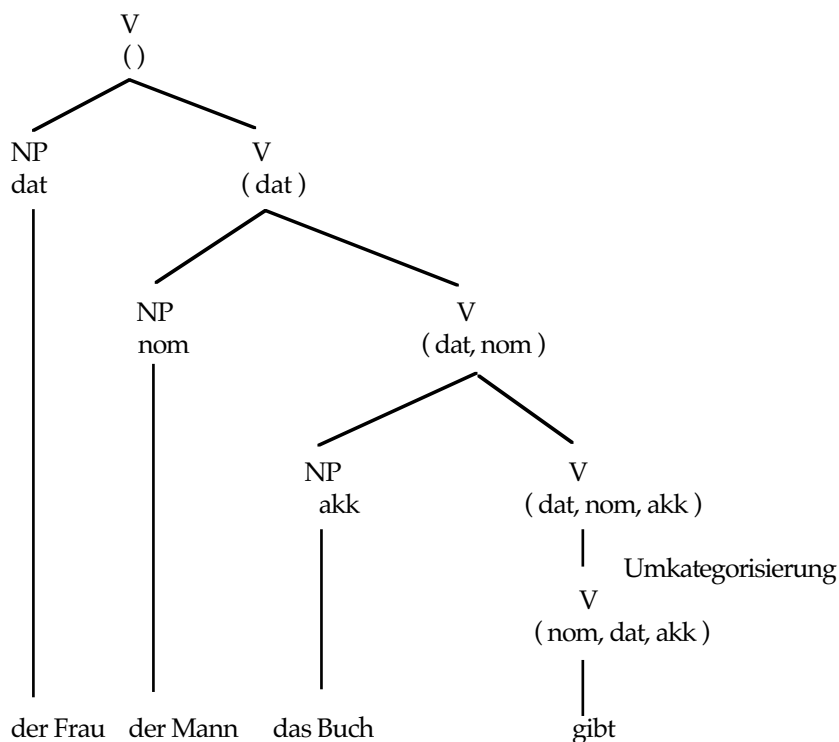 V
( )
NP V
dat ( dat )
NP V
nom ( dat, nom )
NP V
akk ( dat, nom, akk )
Umkategorisierung
V
( nom, dat, akk )
der Frau der Mann das Buch gibt